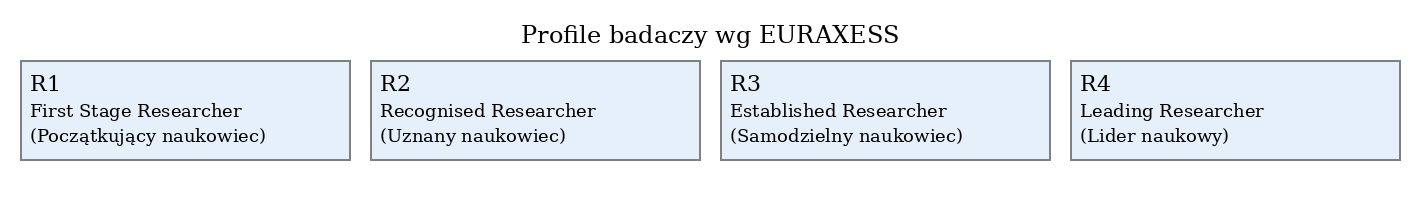 Profile badaczy wg EURAXESS
R1
First Stage Researcher
(Początkujący naukowiec)
R2
Recognised Researcher
(Uznany naukowiec)
R3
Established Researcher
(Samodzielny naukowiec)
R4
Leading Researcher
(Lider naukowy)